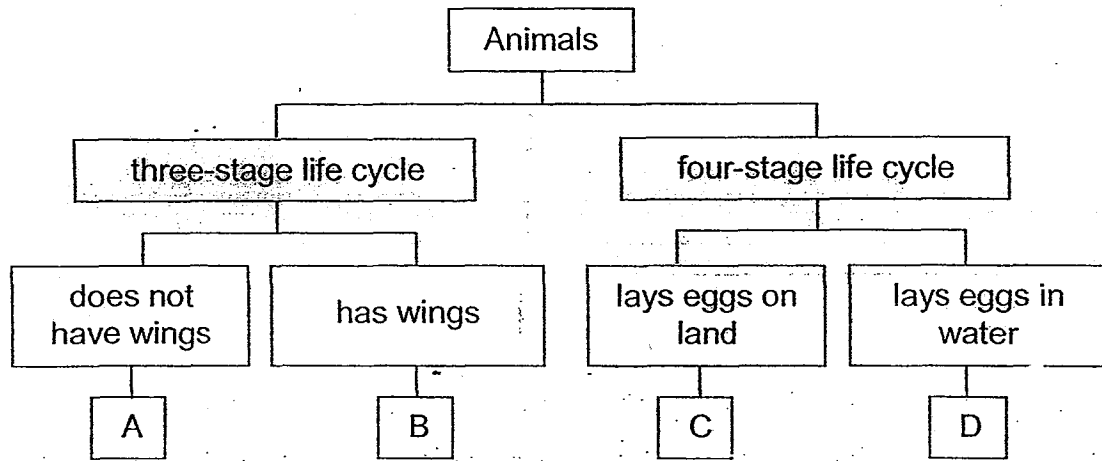 Animals
three-stage life cycle
four-stage life cycle
does not
have wings
has wings
lays eggs on
land
lays eggs in
water
A
B
C
D